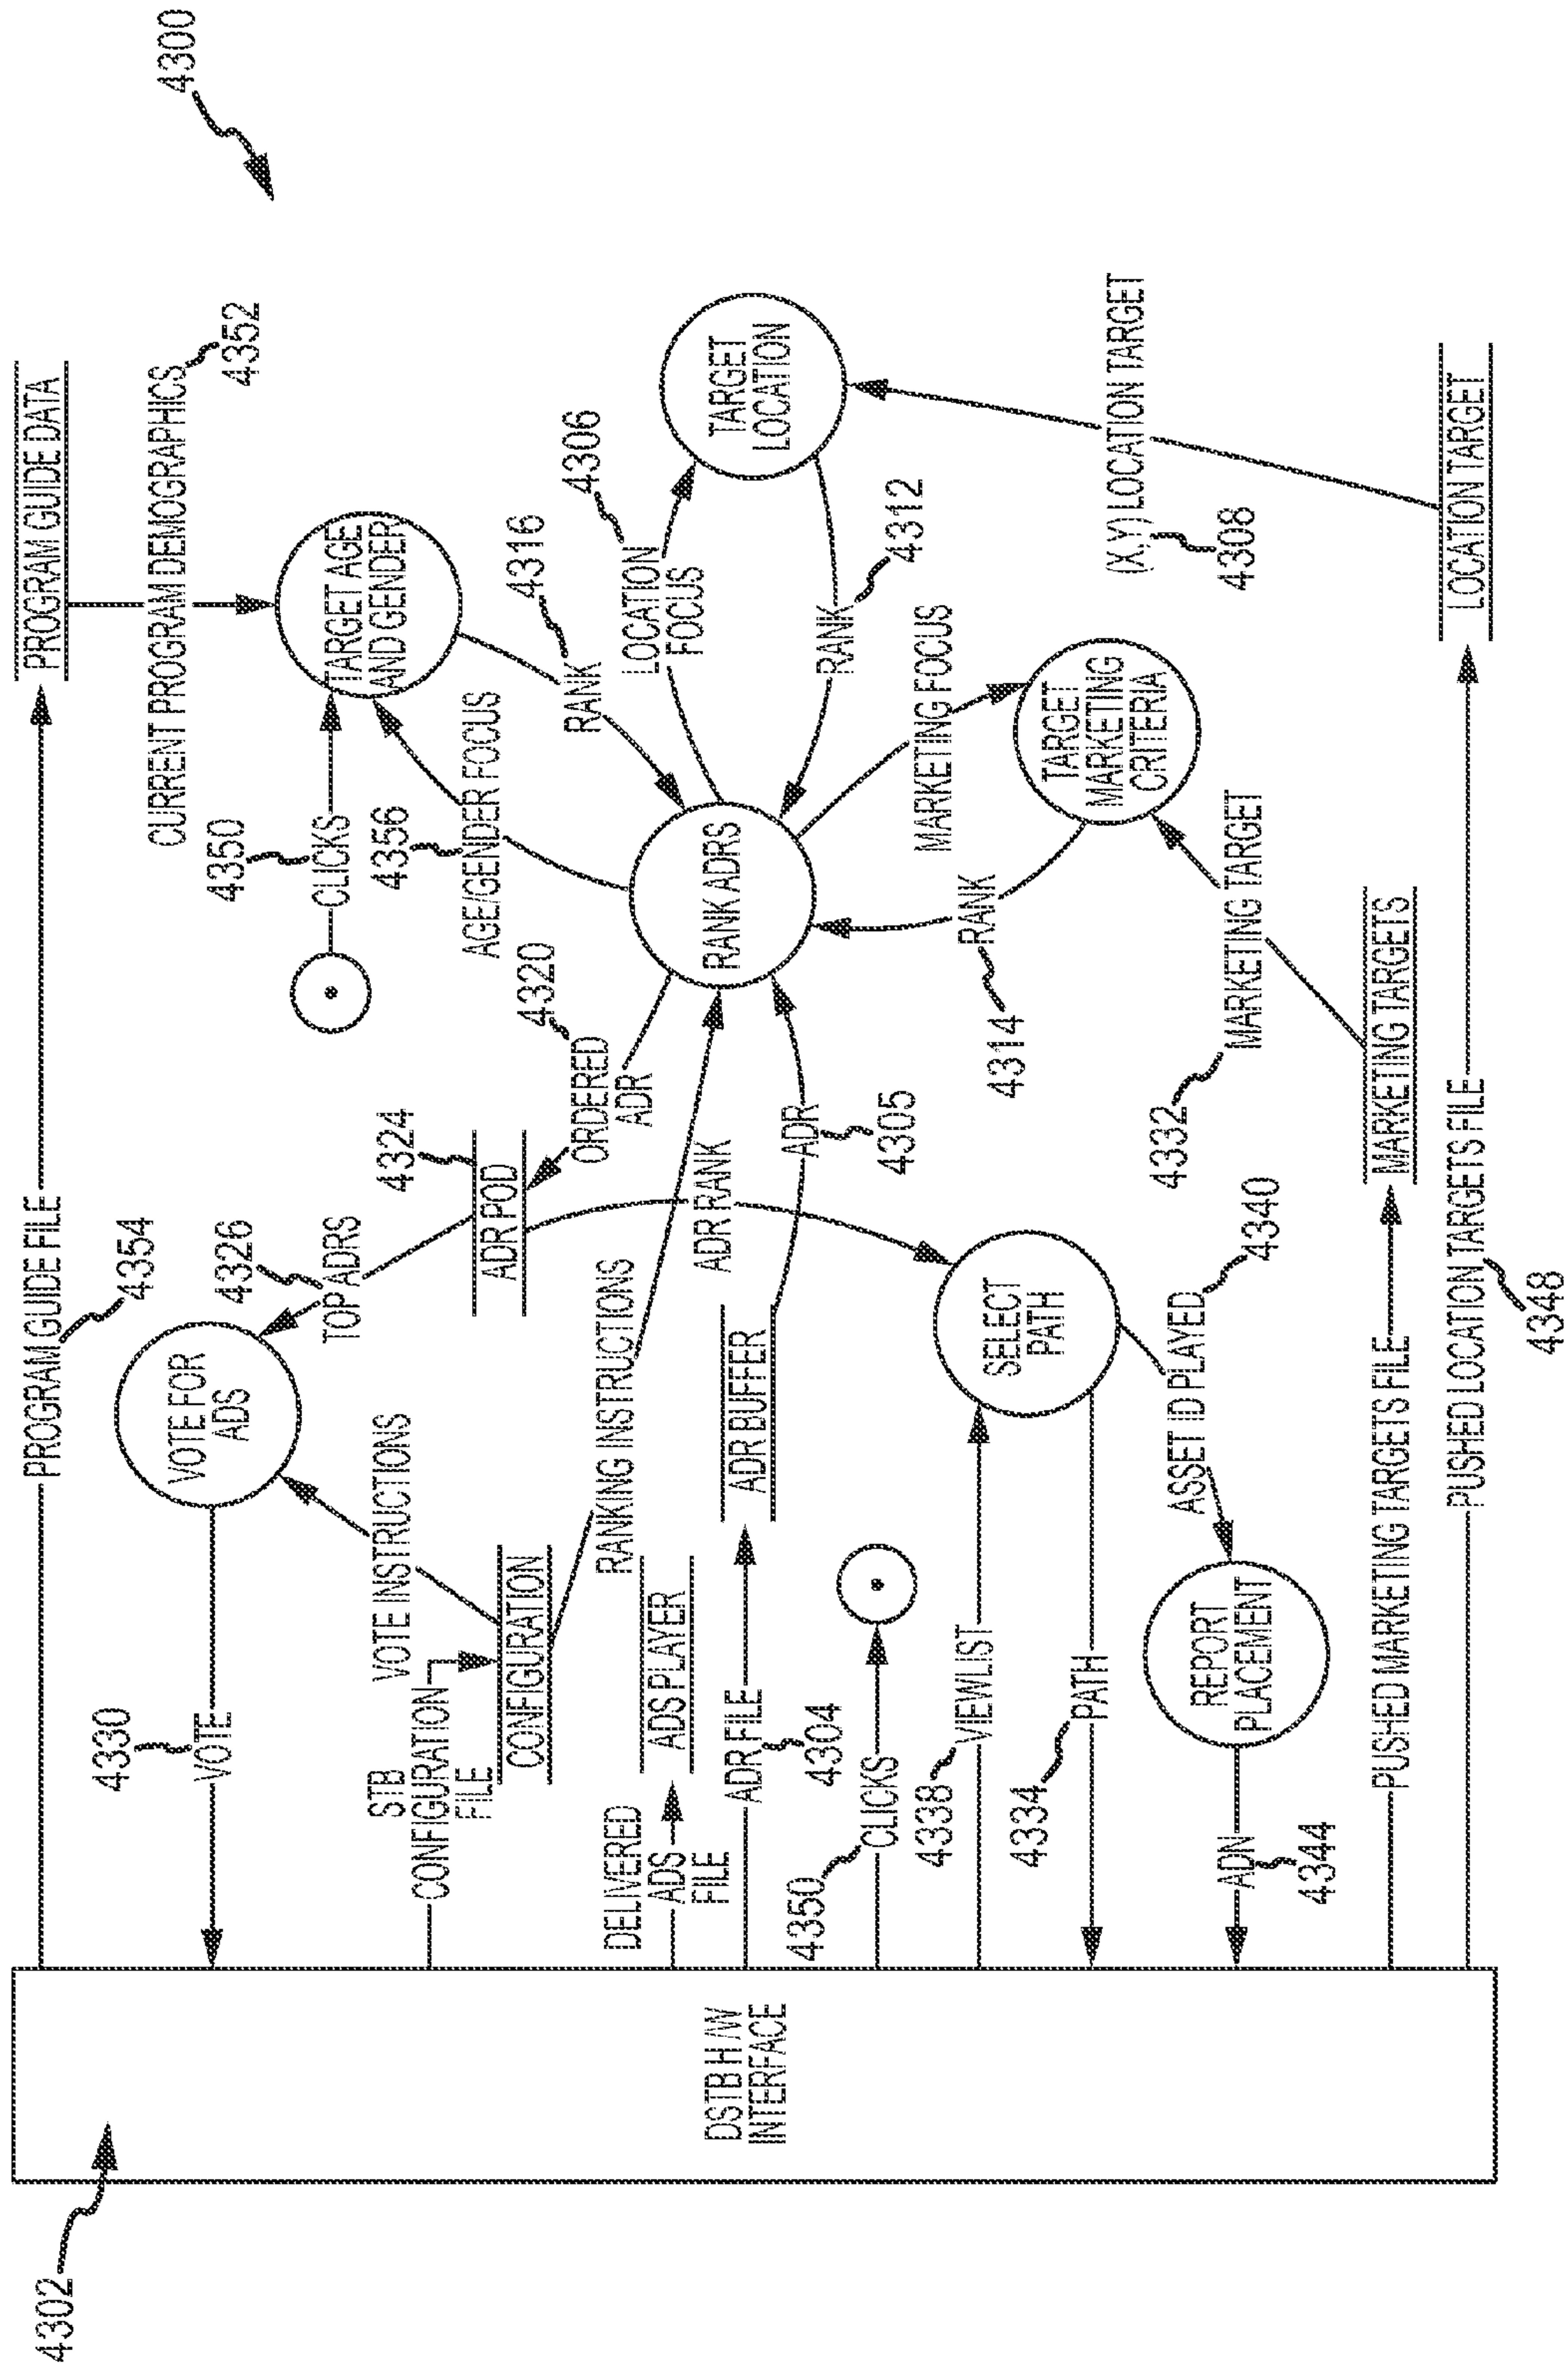 4300
PROGRAM GUIDE FILE
4354
PROGRAM GUIDE DATA
CURRENT PROGRAM DEMOGRAPHICS
4352
4302
DSTB H/W
INTERFACE
4330
VOTE
VOTE FOR
ADS
4326
TOP ADRS
4350
CLICKS
TARGET AGE
AND GENDER
STB
CONFIGURATION
FILE
VOTE INSTRUCTIONS
CONFIGURATION
4324
ADR POD
4320
ORDERED
ADR
4356
AGE/GENDER FOCUS
4316
RANK
4306
LOCATION
FOCUS
TARGET
LOCATION
DELIVERED
ADS
FILE
ADS PLAYER
RANKING INSTRUCTIONS
ADR RANK
RANK ADRS
ADR FILE
4304
ADR BUFFER
ADR
4305
RANK
4312
4350
CLICKS
4338
VIEWLIST
4334
PATH
SELECT
PATH
4314
RANK
MARKETING FOCUS
TARGET
MARKETING
CRITERIA
(X,Y) LOCATION TARGET
4308
ASSET ID PLAYED
4340
4332
MARKETING TARGET
ADN
4344
REPORT
PLACEMENT
PUSHED MARKETING TARGETS FILE
MARKETING TARGETS
PUSHED LOCATION TARGETS FILE
4348
LOCATION TARGET